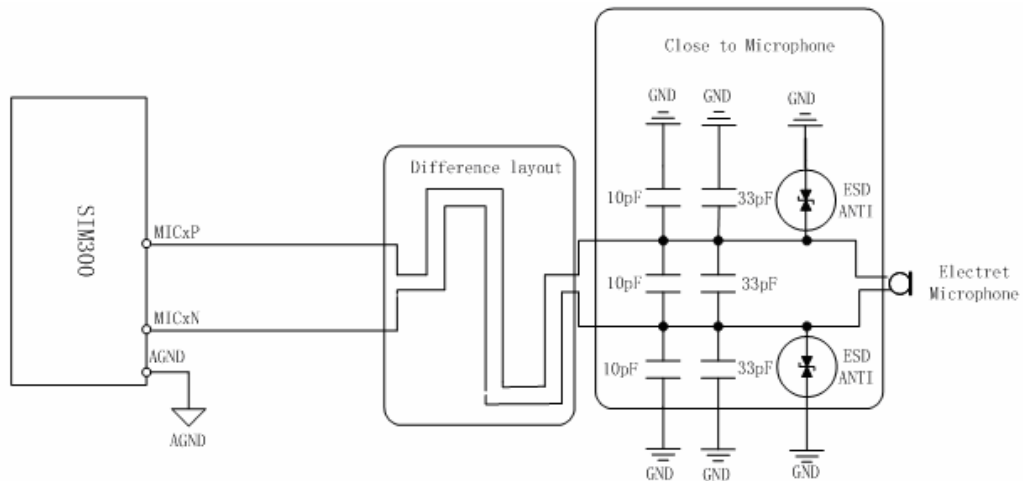 Close to Microphone
GND
GND
GND
Difference layout
10pF
33pF
ESD
ANTI
SIM300
MICxP
10pF
33pF
Electret
Microphone
MICxN
AGND
10pF
33pF
ESD
ANTI
AGND
GND
GND
GND